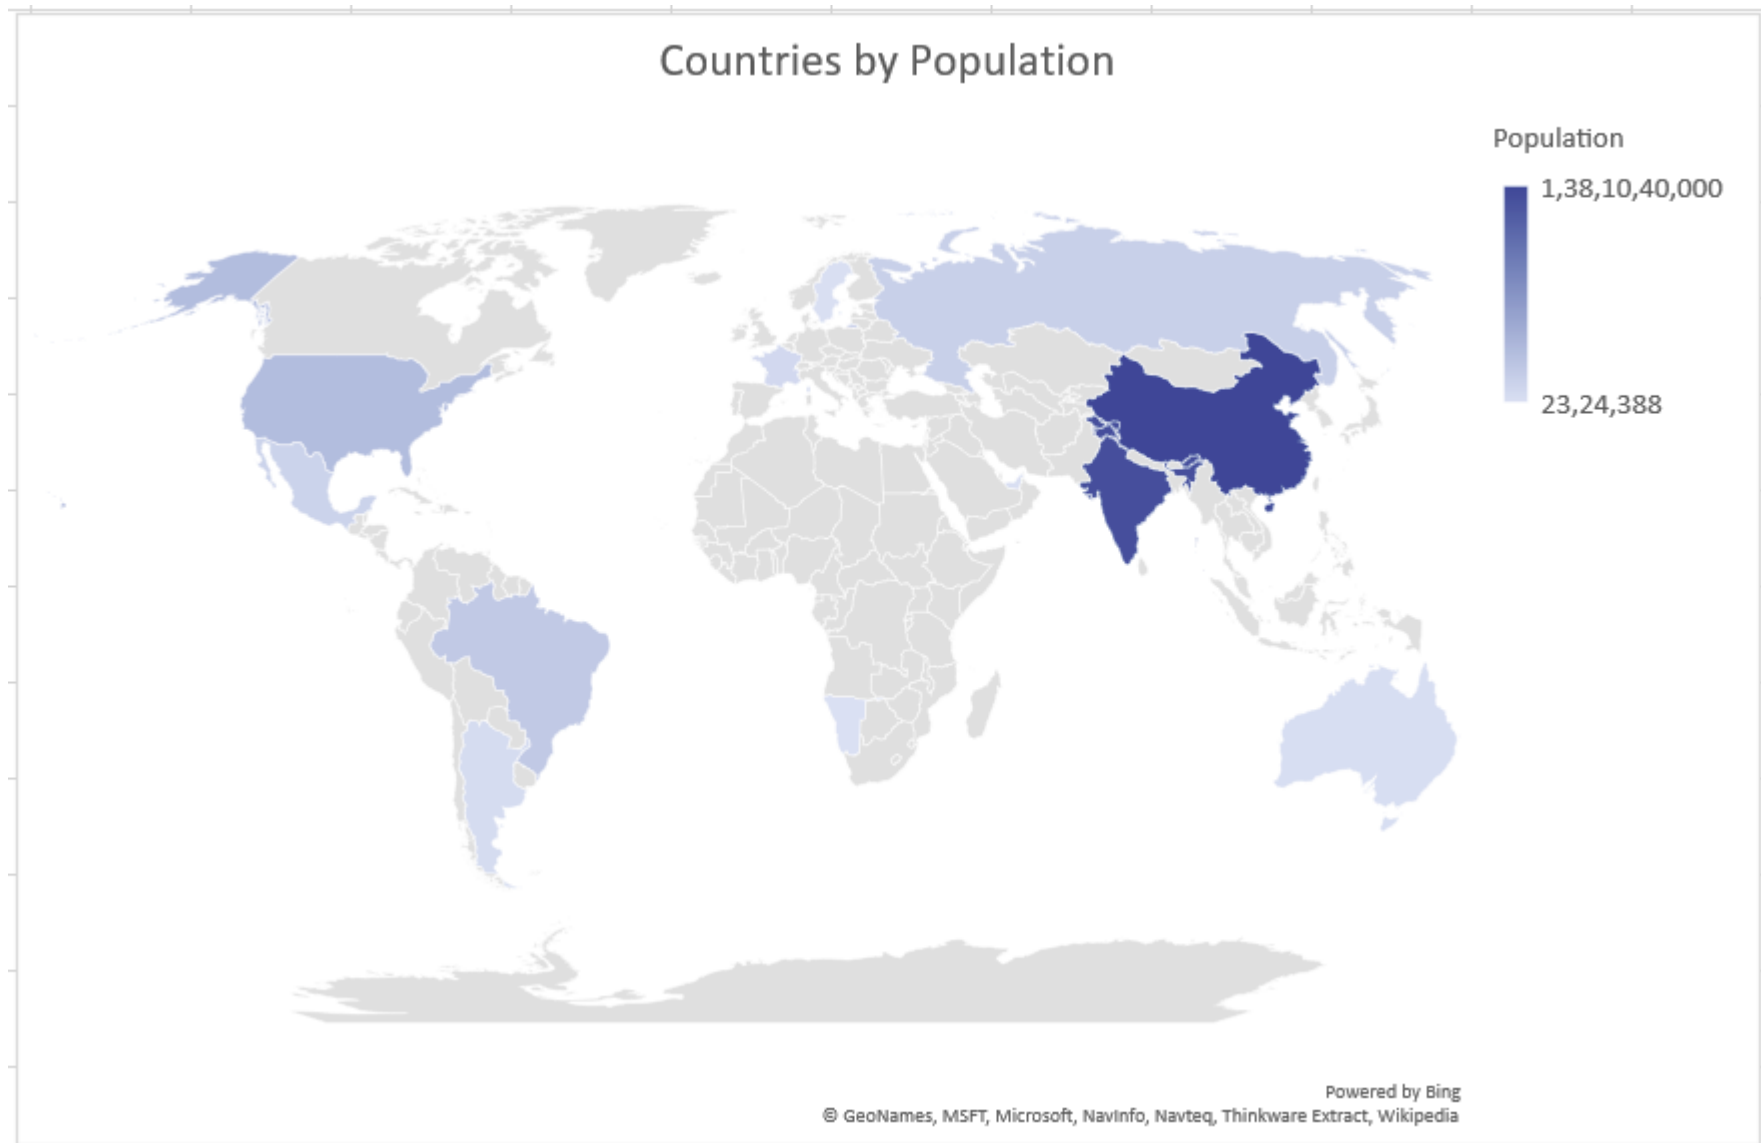 Countries by Population
Population
1,38,10,40,000
23,24,388
Powered by Bing
© GeoNames, MSFT, Microsoft, NavInfo, Navteq, Thinkware Extract, Wikipedia